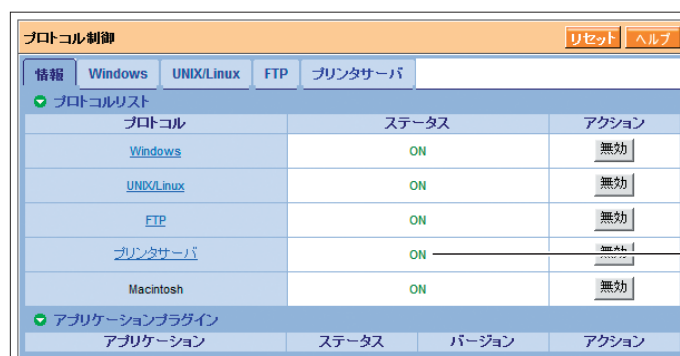 プロトコル制御 リセット ヘルプ
情報 Windows UNIX/Linux FTP プリンタサーバ
プロトコルリスト
プロトコル ステータス アクション
Windows ON 無効
UNIX/Linux ON 無効
FTP ON 無効
プリンタサーバ ON 無効
Macintosh ON 無効
アプリケーションプラグイン
アプリケーション ステータス バージョン アクション